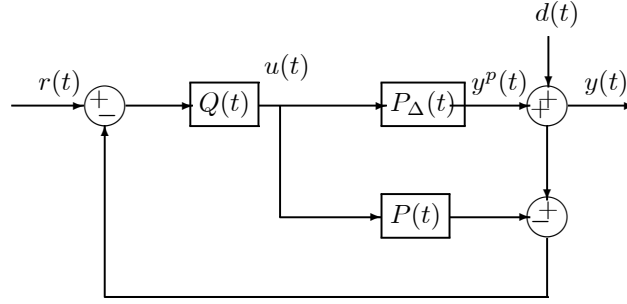 d(t)
r(t)
u(t)
y^p(t)
y(t)
+
−
Q(t)
P_Δ(t)
+
+
P(t)
+
−